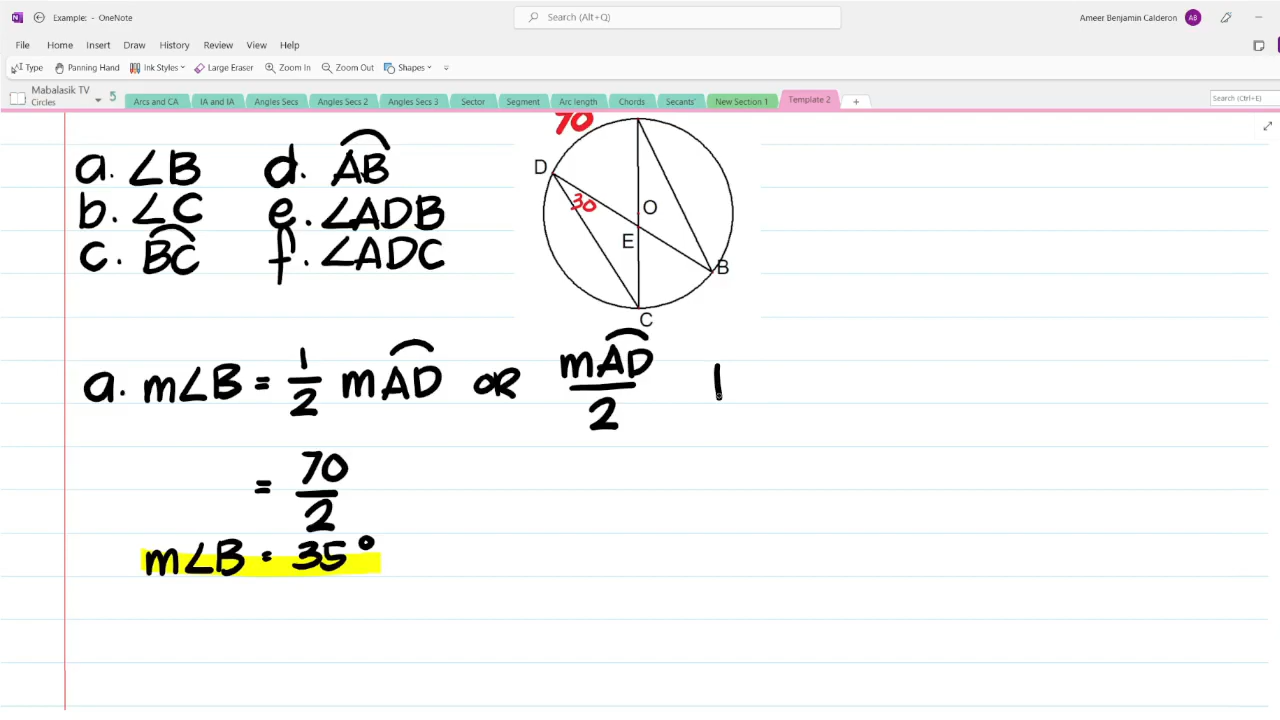 Example: - OneNote
Search (Alt+Q)
Ameer Benjamin Calderon AB
File Home Insert Draw History Review View Help
Type Panning Hand Ink Styles Large Eraser Zoom In Zoom Out Shapes
Mabalasik TV
Circles
5
Arcs and CA IA and IA Angles Secs Angles Secs 2 Angles Secs 3 Sector Segment Arc length Chords Secants' New Section 1 Template 2 +
Search (Ctrl+E)
70
a. ∠B d. AB
b. ∠C e. ∠ADB
c. BC f. ∠ADC
D
30
O
E
B
C
a. m∠B = 1/2 mAD OR mAD/2
= 70/2
m∠B = 35°